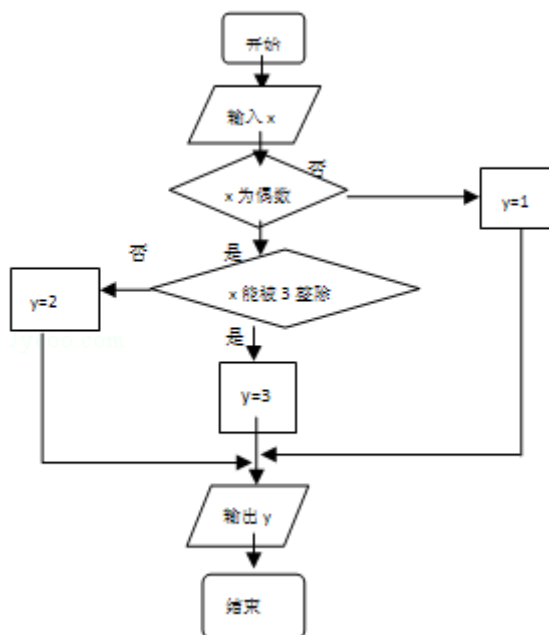 开始
输入 x
否
x 为偶数
y=1
否
是
x 能被 3 整除
y=2
是
y=3
输出 y
结束